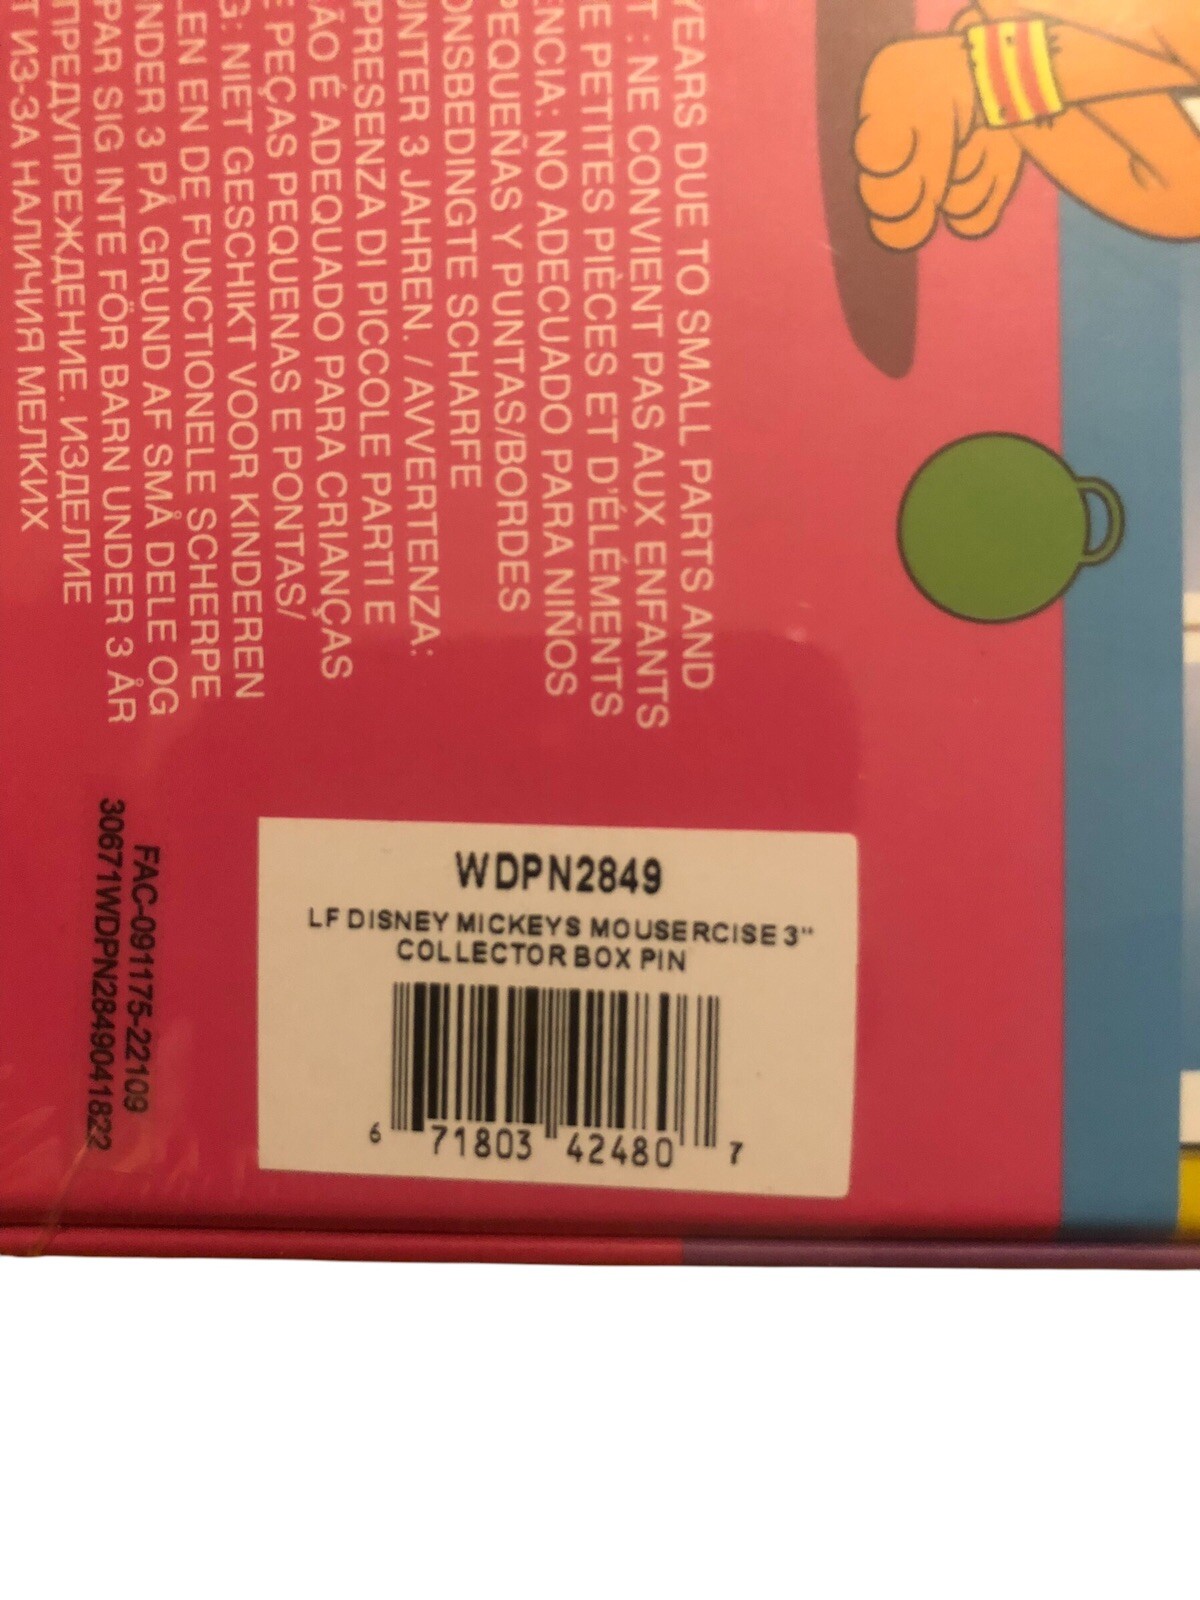 YEARS DUE TO SMALL PARTS AND
T : NE CONVIENT PAS AUX ENFANTS
E PETITES PIÈCES ET D'ÉLÉMENTS
ENCIA: NO ADECUADO PARA NIÑOS
PEQUEÑAS Y PUNTAS/BORDES
ONSBEDINGTE SCHARFE
UNTER 3 JAHREN. / AVVERTENZA:
PRESENZA DI PICCOLE PARTI E
ÃO É ADEQUADO PARA CRIANÇAS
E PEÇAS PEQUENAS E PONTAS/
G: NIET GESCHIKT VOOR KINDEREN
LEN EN DE FUNCTIONELE SCHERPE
NDER 3 PÅ GRUND AF SMÅ DELE OG
PAR SIG INTE FÖR BARN UNDER 3 ÅR
ПРЕДУПРЕЖДЕНИЕ. ИЗДЕЛИЕ
Т ИЗ-ЗА НАЛИЧИЯ МЕЛКИХ
FAC-091175-22109
30671WDPN2849041822
WDPN2849
LF DISNEY MICKEYS MOUSERCISE 3"
COLLECTOR BOX PIN
6 71803 42480 7